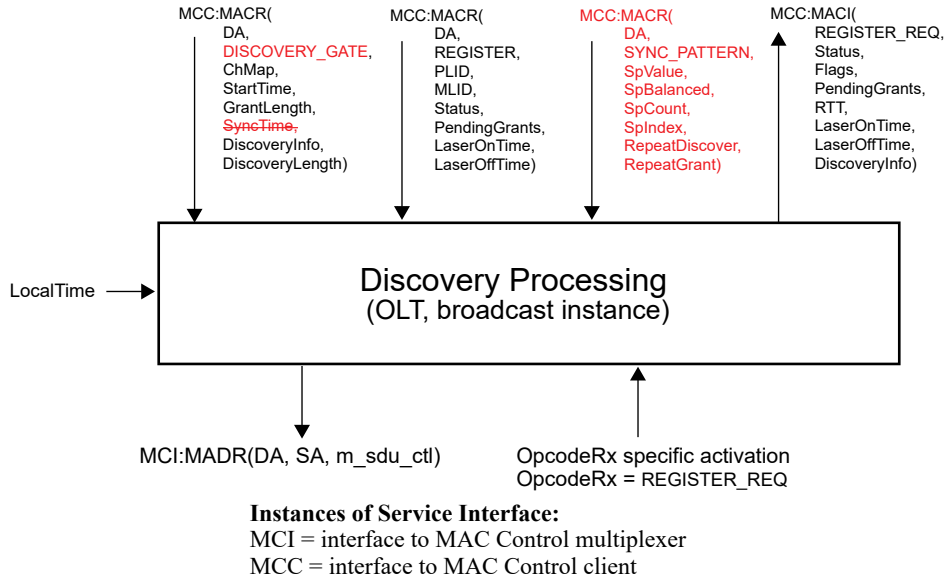 MCC:MACR(
DA,
DISCOVERY_GATE,
ChMap,
StartTime,
GrantLength,
SyncTime,
DiscoveryInfo,
DiscoveryLength)
MCC:MACR(
DA,
REGISTER,
PLID,
MLID,
Status,
PendingGrants,
LaserOnTime,
LaserOffTime)
MCC:MACR(
DA,
SYNC_PATTERN,
SpValue,
SpBalanced,
SpCount,
SpIndex,
RepeatDiscover,
RepeatGrant)
MCC:MACI(
REGISTER_REQ,
Status,
Flags,
PendingGrants,
RTT,
LaserOnTime,
LaserOffTime,
DiscoveryInfo)
LocalTime
Discovery Processing
(OLT, broadcast instance)
MCI:MADR(DA, SA, m_sdu_ctl)
OpcodeRx specific activation
OpcodeRx = REGISTER_REQ
Instances of Service Interface:
MCI = interface to MAC Control multiplexer
MCC = interface to MAC Control client